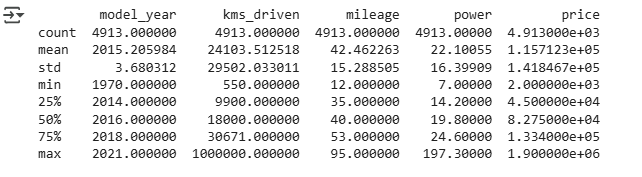 model_year kms_driven mileage power price
count 4913.000000 4913.000000 4913.000000 4913.00000 4.913000e+03
mean 2015.205984 24103.512518 42.462263 22.10055 1.157123e+05
std 3.680312 29502.033011 15.288505 16.39909 1.418467e+05
min 1970.000000 550.000000 12.000000 7.00000 2.000000e+03
25% 2014.000000 9900.000000 35.000000 14.20000 4.500000e+04
50% 2016.000000 18000.000000 40.000000 19.80000 8.275000e+04
75% 2018.000000 30671.000000 53.000000 24.60000 1.334000e+05
max 2021.000000 1000000.000000 95.000000 197.30000 1.900000e+06